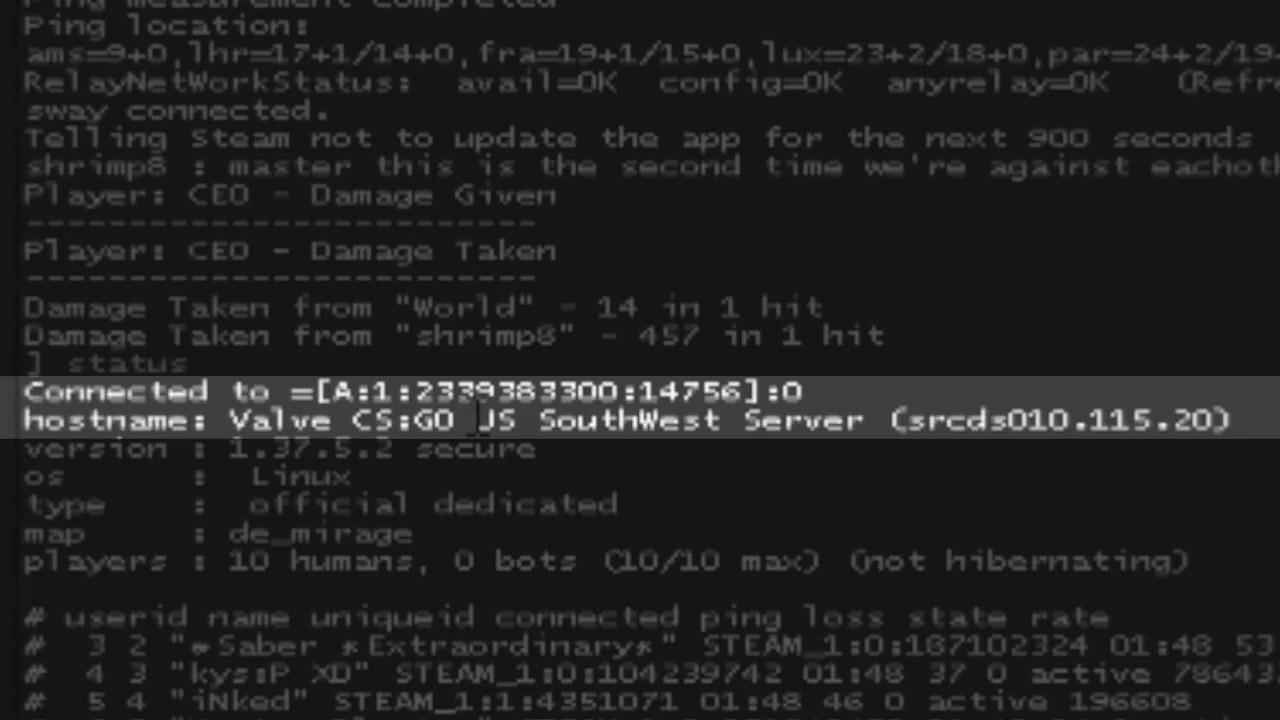 Ping measurement completed
Ping location:
ams=9+0,lhr=17+1/14+0,fra=19+1/15+0,lux=23+2/18+0,par=24+2/19
RelayNetWorkStatus:  avail=OK  config=OK  anyrelay=OK   (Refre
sway connected.
Telling Steam not to update the app for the next 900 seconds
shrimp8 : master this is the second time we're against eachoth
Player: CEO - Damage Given
-------------------------
Player: CEO - Damage Taken
-------------------------
Damage Taken from "World" - 14 in 1 hit
Damage Taken from "shrimp8" - 457 in 1 hit
] status
Connected to =[A:1:2339383300:14756]:0
hostname: Valve CS:GO US SouthWest Server (srcds010.115.20)
version : 1.37.5.2 secure
os      :  Linux
type    :  official dedicated
map     : de_mirage
players : 10 humans, 0 bots (10/10 max) (not hibernating)
# userid name uniqueid connected ping loss state rate
#  3 2 "Saber Extraordinary" STEAM_1:0:187102324 01:48 53
#  4 3 "kys:P XD" STEAM_1:0:104239742 01:48 37 0 active 78643
#  5 4 "iNked" STEAM_1:1:4351071 01:48 46 0 active 196608